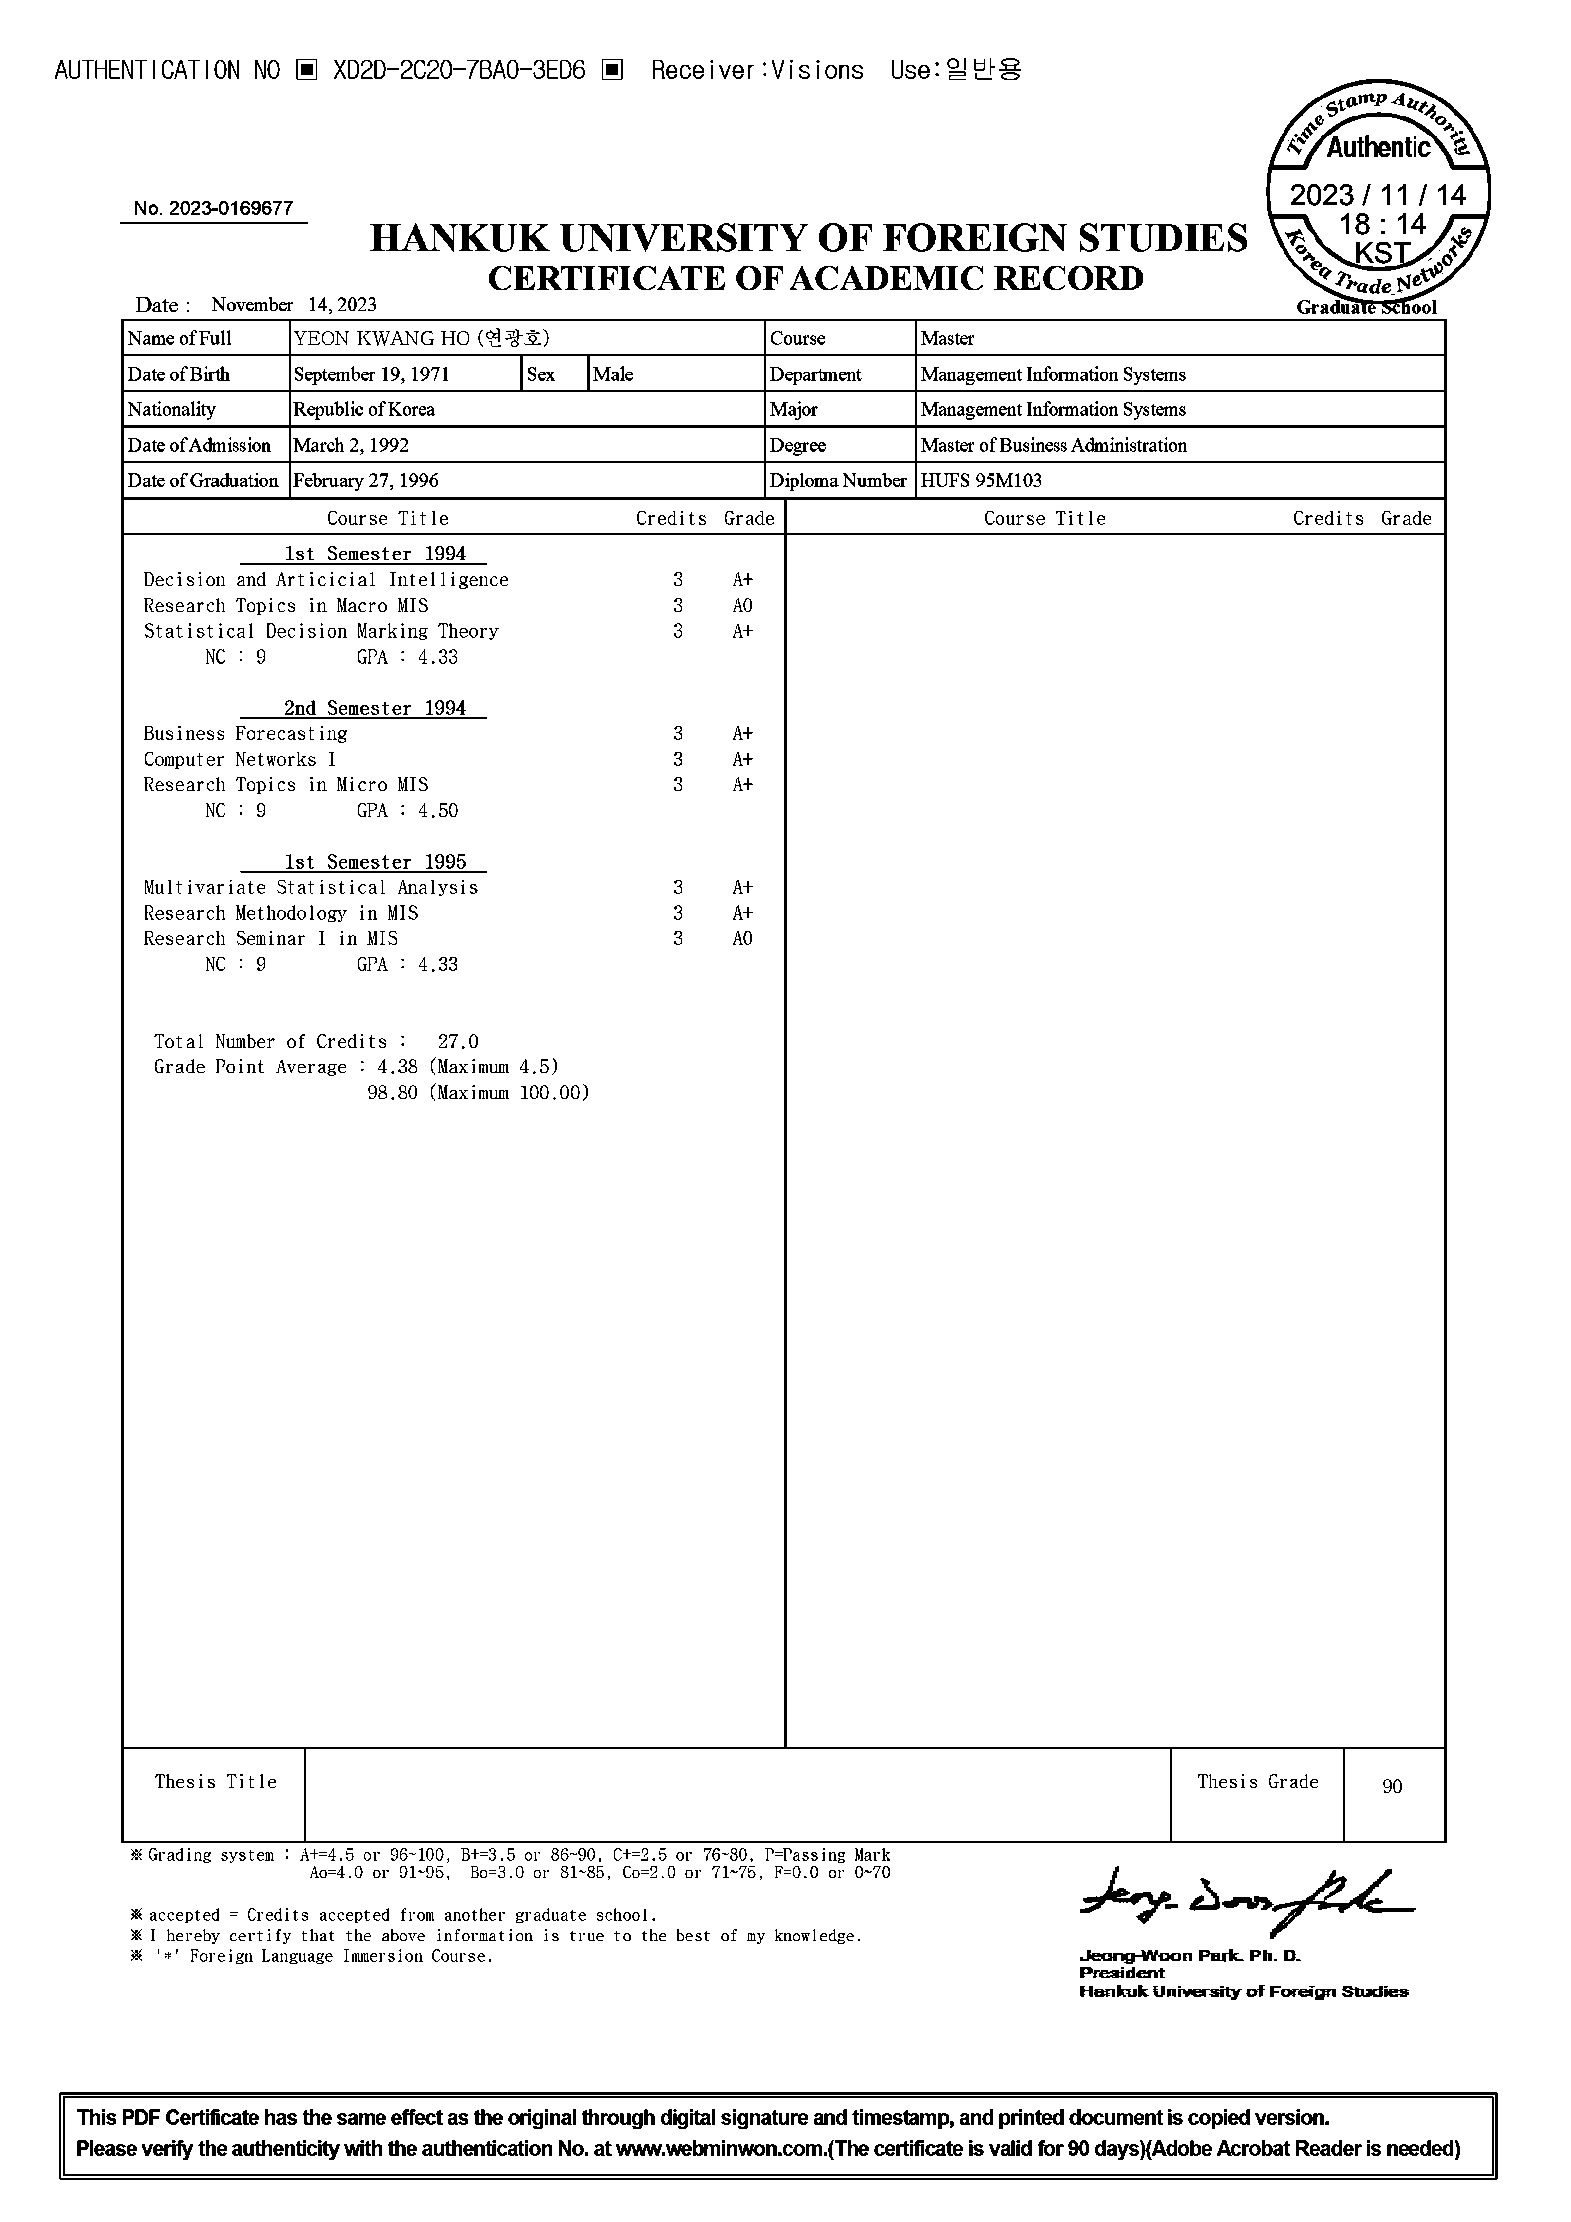 AUTHENTICATION NO ▣ XD2D-2C20-7BA0-3ED6 ▣ Receiver:Visions Use:일반용
Time Stamp Authority
Authentic
2023 / 11 / 14
18 : 14
KST
Korea Trade Networks
No. 2023-0169677
HANKUK UNIVERSITY OF FOREIGN STUDIES
CERTIFICATE OF ACADEMIC RECORD
Date : November 14, 2023
Graduate School
Name of Full YEON KWANG HO (연광호) Course Master
Date of Birth September 19, 1971 Sex Male Department Management Information Systems
Nationality Republic of Korea Major Management Information Systems
Date of Admission March 2, 1992 Degree Master of Business Administration
Date of Graduation February 27, 1996 Diploma Number HUFS 95M103
Course Title Credits Grade Course Title Credits Grade
1st Semester 1994
Decision and Articicial Intelligence 3 A+
Research Topics in Macro MIS 3 A0
Statistical Decision Marking Theory 3 A+
NC : 9 GPA : 4.33
2nd Semester 1994
Business Forecasting 3 A+
Computer Networks I 3 A+
Research Topics in Micro MIS 3 A+
NC : 9 GPA : 4.50
1st Semester 1995
Multivariate Statistical Analysis 3 A+
Research Methodology in MIS 3 A+
Research Seminar I in MIS 3 A0
NC : 9 GPA : 4.33
Total Number of Credits : 27.0
Grade Point Average : 4.38 (Maximum 4.5)
98.80 (Maximum 100.00)
Thesis Title Thesis Grade 90
※ Grading system : A+=4.5 or 96~100, B+=3.5 or 86~90, C+=2.5 or 76~80, P=Passing Mark
Ao=4.0 or 91~95, Bo=3.0 or 81~85, Co=2.0 or 71~75, F=0.0 or 0~70
※ accepted = Credits accepted from another graduate school.
※ I hereby certify that the above information is true to the best of my knowledge.
※ '*' Foreign Language Immersion Course.
Jeong-Woon Park
Jeong-Woon Park. Ph. D.
President
Hankuk University of Foreign Studies
This PDF Certificate has the same effect as the original through digital signature and timestamp, and printed document is copied version.
Please verify the authenticity with the authentication No. at www.webminwon.com.(The certificate is valid for 90 days)(Adobe Acrobat Reader is needed)